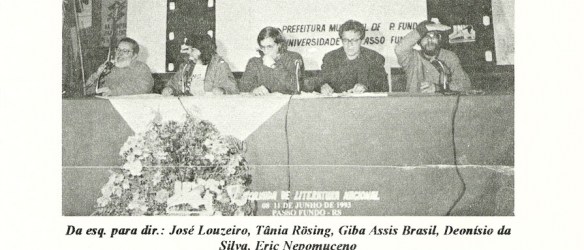 PREFEITURA MUNICIPAL DE P. FUNDO
UNIVERSIDADE DE PASSO FUNDO
JORNADA DE LITERATURA NACIONAL
08 11 DE JUNHO DE 1993
PASSO FUNDO - RS
Da esq. para dir.: José Louzeiro, Tânia Rösing, Giba Assis Brasil, Deonísio da
Silva, Eric Nepomuceno